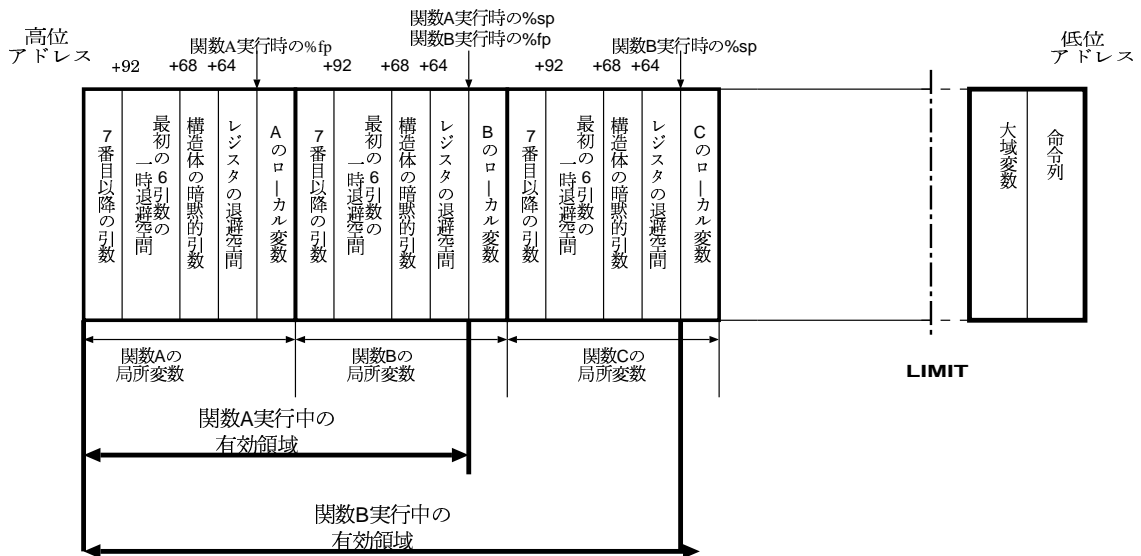 関数A実行時の%sp
関数B実行時の%fp
高位
アドレス
関数A実行時の%fp
関数B実行時の%sp
低位
アドレス
+92
+68
+64
+92
+68
+64
+92
+68
+64
7番目以降の引数
最初の6引数の
一時退避空間
構造体の暗黙的引数
レジスタの退避空間
Aのローカル変数
7番目以降の引数
最初の6引数の
一時退避空間
構造体の暗黙的引数
レジスタの退避空間
Bのローカル変数
7番目以降の引数
最初の6引数の
一時退避空間
構造体の暗黙的引数
レジスタの退避空間
Cのローカル変数
大域変数
命令列
関数Aの
局所変数
関数Bの
局所変数
関数Cの
局所変数
LIMIT
関数A実行中の
有効領域
関数B実行中の
有効領域